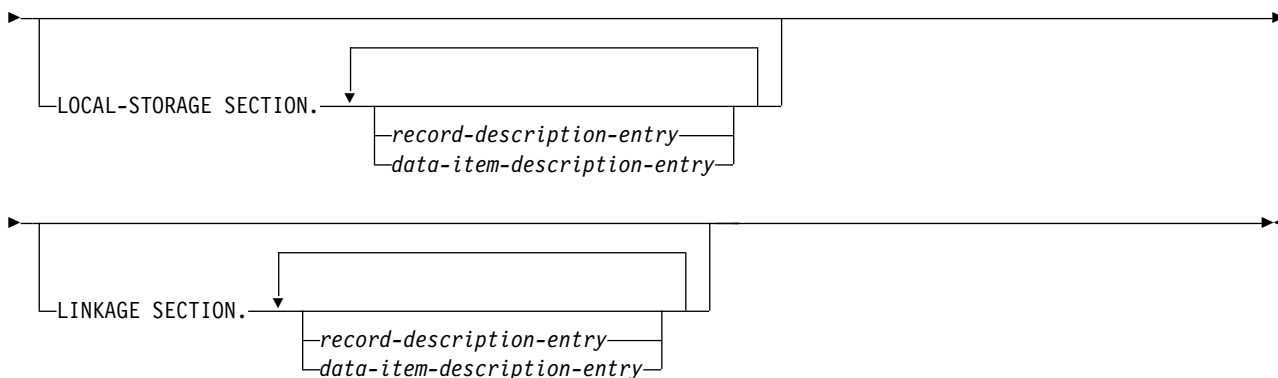 LOCAL-STORAGE SECTION.
record-description-entry
data-item-description-entry
LINKAGE SECTION.
record-description-entry
data-item-description-entry